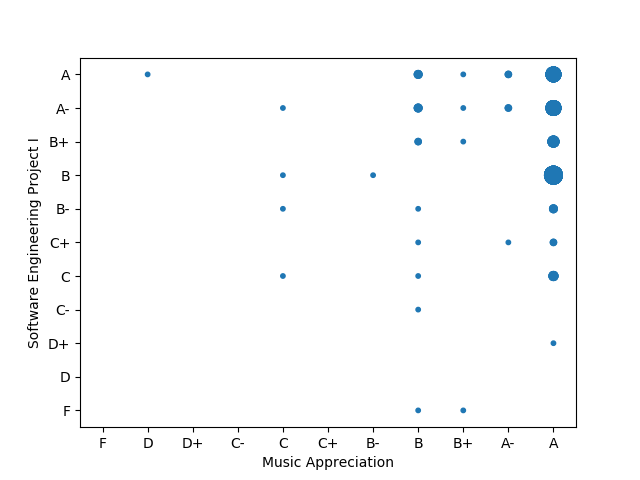 Software Engineering Project I
A
A-
B+
B
B-
C+
C
C-
D+
D
F
F D D+ C- C C+ B- B B+ A- A
Music Appreciation